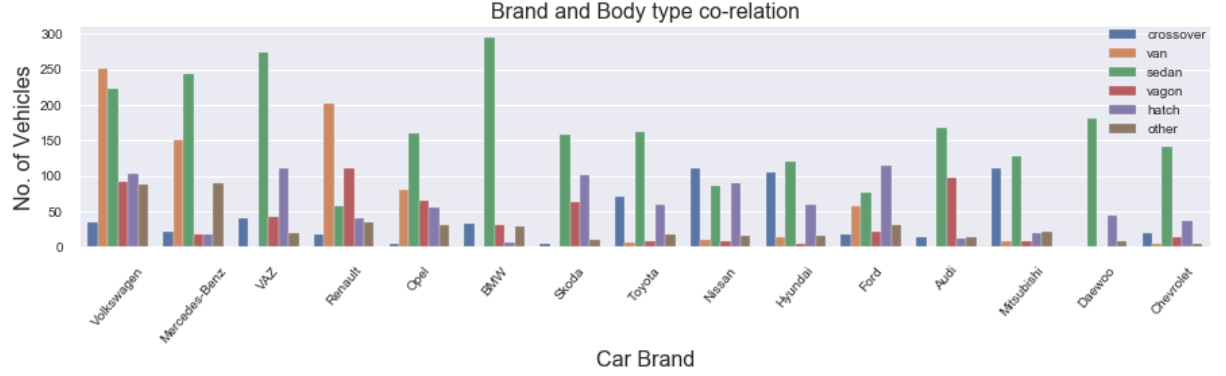 Brand and Body type co-relation
No. of Vehicles
300
250
200
150
100
50
0
crossover
van
sedan
vagon
hatch
other
Volkswagen
Mercedes-Benz
VAZ
Renault
Opel
BMW
Skoda
Toyota
Nissan
Hyundai
Ford
Audi
Mitsubishi
Daewoo
Chevrolet
Car Brand